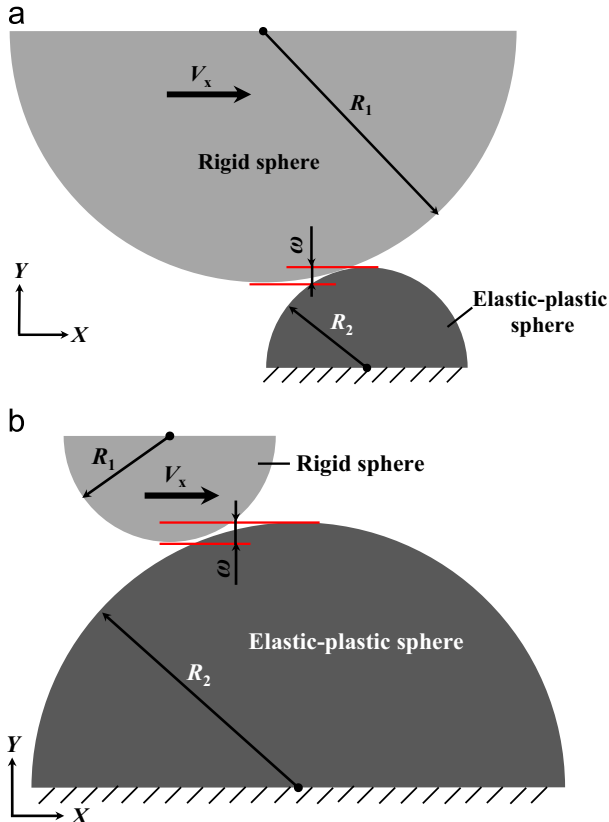 a
Vx
R1
Rigid sphere
ω
Y
X
R2
Elastic-plastic
sphere
b
R1
Vx
Rigid sphere
ω
Elastic-plastic sphere
R2
Y
X